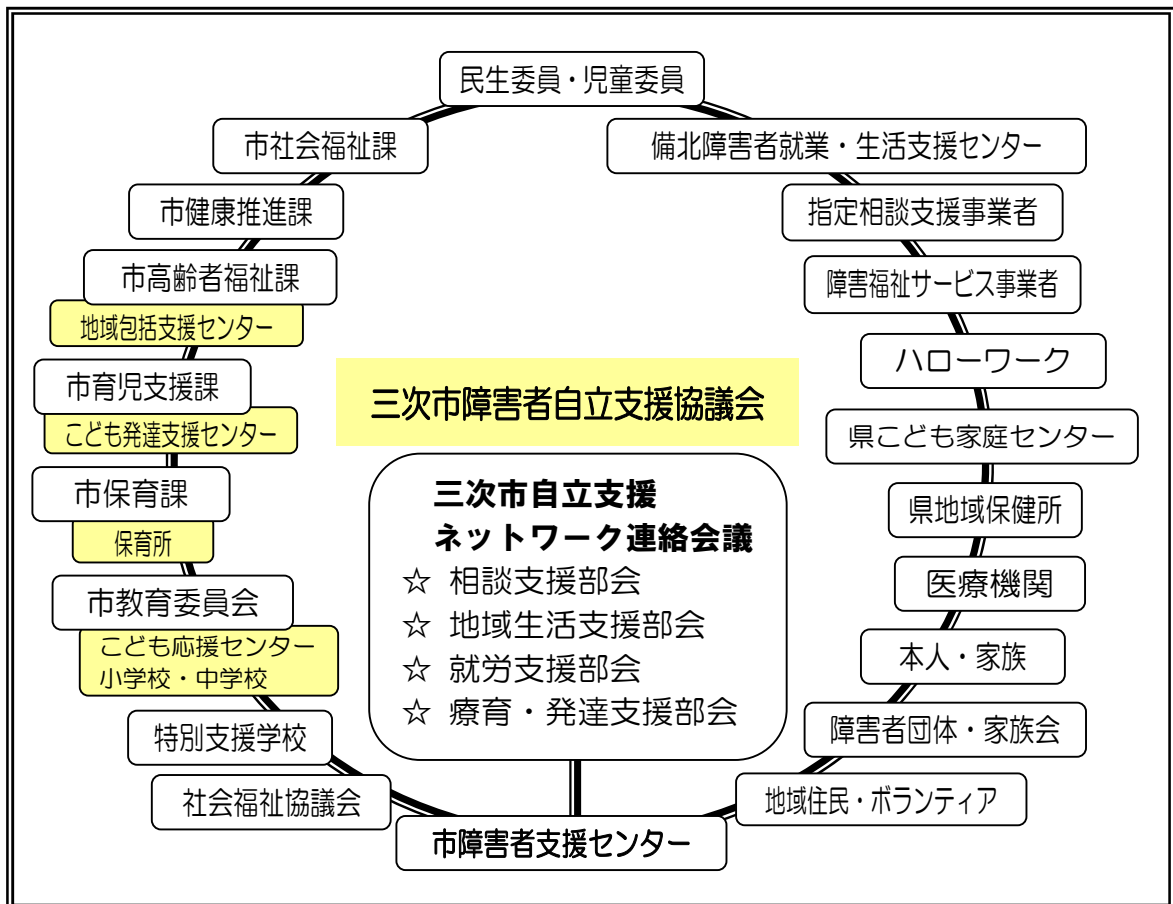 民生委員・児童委員
市社会福祉課
備北障害者就業・生活支援センター
市健康推進課
指定相談支援事業者
市高齢者福祉課
障害福祉サービス事業者
地域包括支援センター
ハローワーク
市育児支援課
三次市障害者自立支援協議会
こども発達支援センター
県こども家庭センター
市保育課
三次市自立支援
ネットワーク連絡会議
☆ 相談支援部会
☆ 地域生活支援部会
☆ 就労支援部会
☆ 療育・発達支援部会
県地域保健所
保育所
医療機関
市教育委員会
こども応援センター
小学校・中学校
本人・家族
特別支援学校
障害者団体・家族会
社会福祉協議会
地域住民・ボランティア
市障害者支援センター